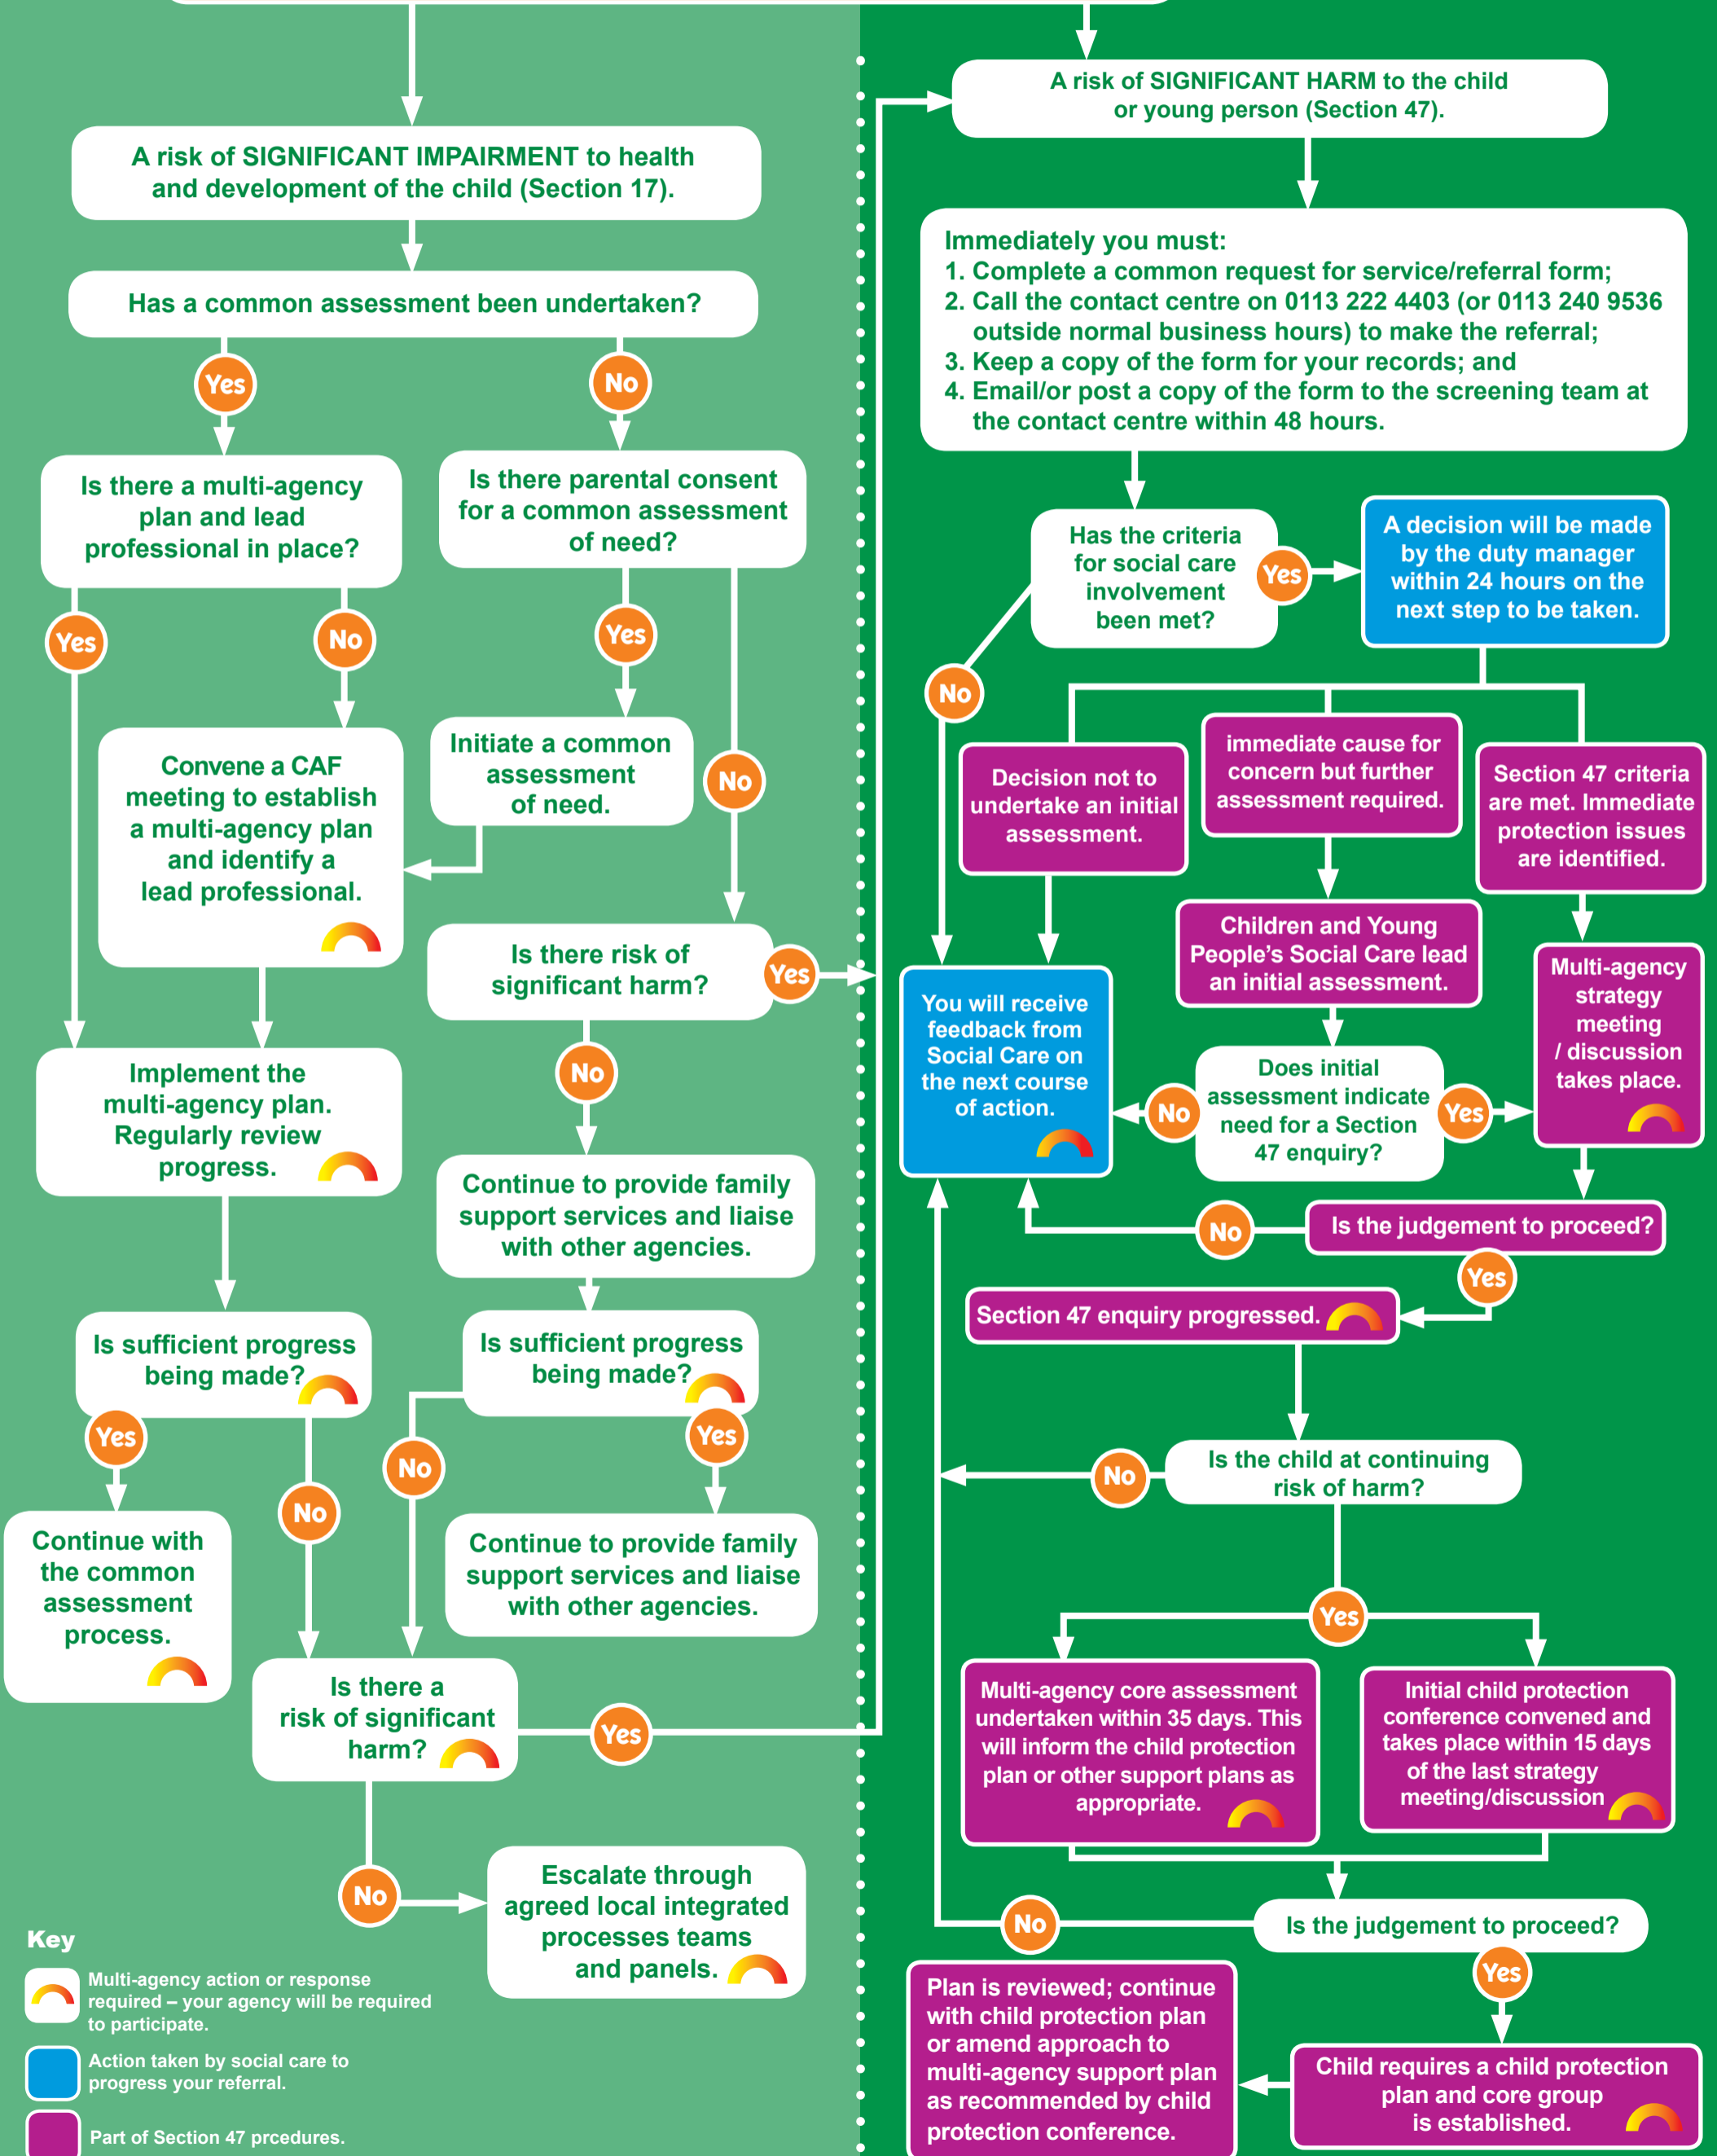 A risk of SIGNIFICANT IMPAIRMENT to health
and development of the child (Section 17).
Has a common assessment been undertaken?
Yes
No
Is there a multi-agency
plan and lead
professional in place?
Is there parental consent
for a common assessment
of need?
Yes
No
Yes
No
Convene a CAF
meeting to establish
a multi-agency plan
and identify a
lead professional.
Initiate a common
assessment
of need.
Is there risk of
significant harm?
Yes
No
Implement the
multi-agency plan.
Regularly review
progress.
Continue to provide family
support services and liaise
with other agencies.
Is sufficient progress
being made?
Is sufficient progress
being made?
Yes
No
No
Yes
Continue with
the common
assessment
process.
Continue to provide family
support services and liaise
with other agencies.
Is there a
risk of significant
harm?
Yes
No
Escalate through
agreed local integrated
processes teams
and panels.
Key
Multi-agency action or response
required – your agency will be required
to participate.
Action taken by social care to
progress your referral.
Part of Section 47 prcedures.
A risk of SIGNIFICANT HARM to the child
or young person (Section 47).
Immediately you must:
1. Complete a common request for service/referral form;
2. Call the contact centre on 0113 222 4403 (or 0113 240 9536
outside normal business hours) to make the referral;
3. Keep a copy of the form for your records; and
4. Email/or post a copy of the form to the screening team at
the contact centre within 48 hours.
Has the criteria
for social care
involvement
been met?
Yes
No
A decision will be made
by the duty manager
within 24 hours on the
next step to be taken.
Decision not to
undertake an initial
assessment.
immediate cause for
concern but further
assessment required.
Section 47 criteria
are met. Immediate
protection issues
are identified.
Children and Young
People's Social Care lead
an initial assessment.
Multi-agency
strategy
meeting
/ discussion
takes place.
You will receive
feedback from
Social Care on
the next course
of action.
No
Does initial
assessment indicate
need for a Section
47 enquiry?
Yes
Is the judgement to proceed?
No
Yes
Section 47 enquiry progressed.
Is the child at continuing
risk of harm?
No
Yes
Multi-agency core assessment
undertaken within 35 days. This
will inform the child protection
plan or other support plans as
appropriate.
Initial child protection
conference convened and
takes place within 15 days
of the last strategy
meeting/discussion
Is the judgement to proceed?
No
Yes
Plan is reviewed; continue
with child protection plan
or amend approach to
multi-agency support plan
as recommended by child
protection conference.
Child requires a child protection
plan and core group
is established.